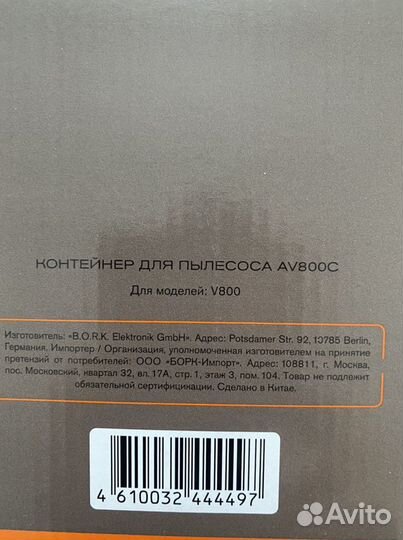 КОНТЕЙНЕР ДЛЯ ПЫЛЕСОСА AV800C
Для моделей: V800
Изготовитель: «B.O.R.K. Elektronik GmbH». Адрес: Potsdamer Str. 92, 13785 Berlin,
Германия. Импортер / Организация, уполномоченная изготовителем на принятие
претензий от потребителей: ООО «БОРК-Импорт». Адрес: 108811, г. Москва,
пос. Московский, квартал 32, вл. 17А, стр. 1, этаж 3, пом. 104. Товар не подлежит
обязательной сертификации. Сделано в Китае.
4 610032 444497
Avito